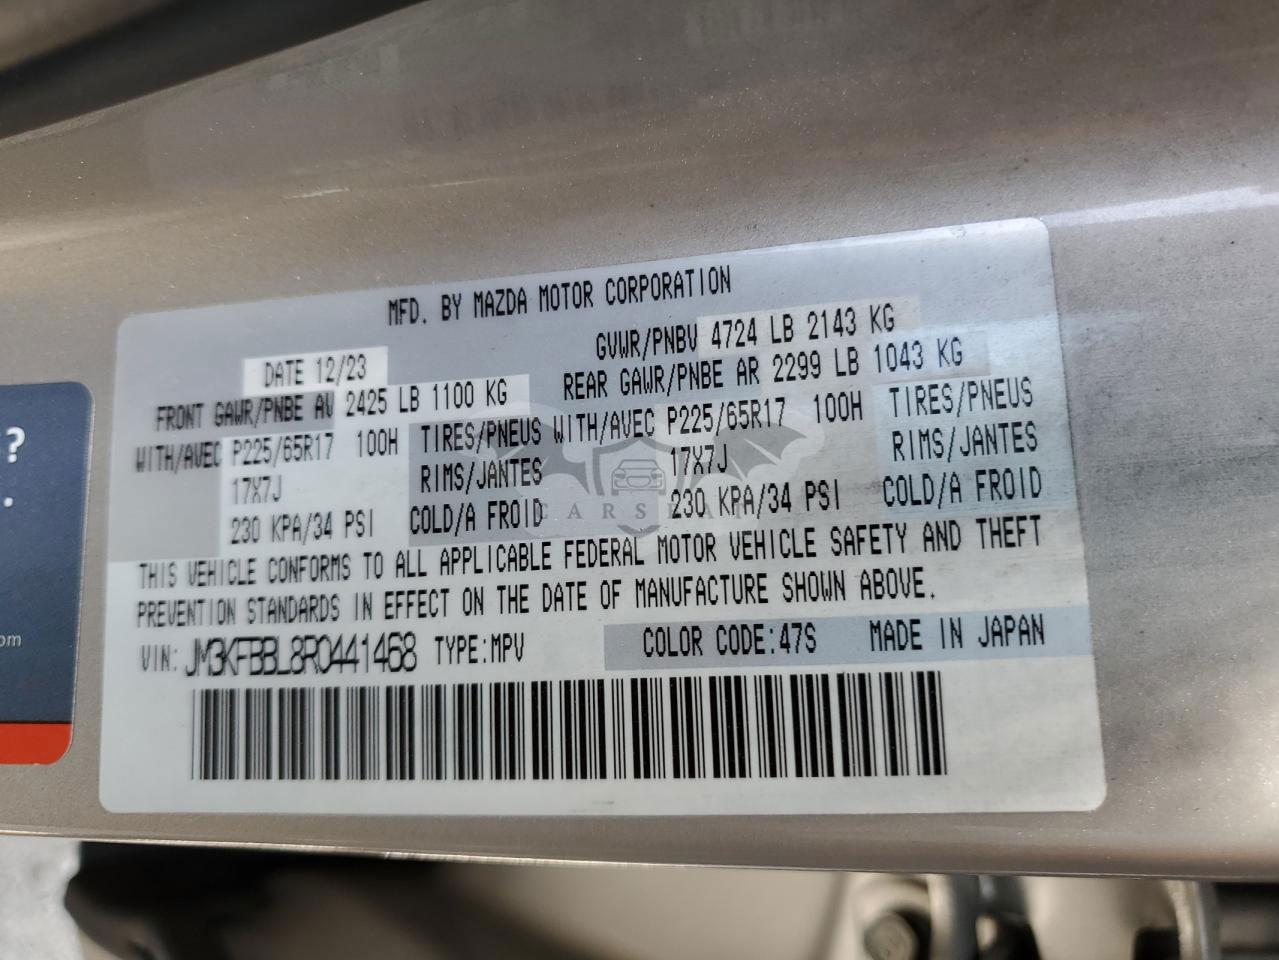 MFD. BY MAZDA MOTOR CORPORATION
DATE 12/23 GVWR/PNBV 4724 LB 2143 KG
FRONT GAWR/PNBE AV 2425 LB 1100 KG REAR GAWR/PNBE AR 2299 LB 1043 KG
WITH/AVEC P225/65R17 100H TIRES/PNEUS WITH/AVEC P225/65R17 100H TIRES/PNEUS
17X7J RIMS/JANTES 17X7J RIMS/JANTES
230 KPA/34 PSI COLD/A FROID 230 KPA/34 PSI COLD/A FROID
THIS VEHICLE CONFORMS TO ALL APPLICABLE FEDERAL MOTOR VEHICLE SAFETY AND THEFT
PREVENTION STANDARDS IN EFFECT ON THE DATE OF MANUFACTURE SHOWN ABOVE.
VIN: JM3KFBBL8R0441468 TYPE:MPV COLOR CODE:47S MADE IN JAPAN
?
.
om